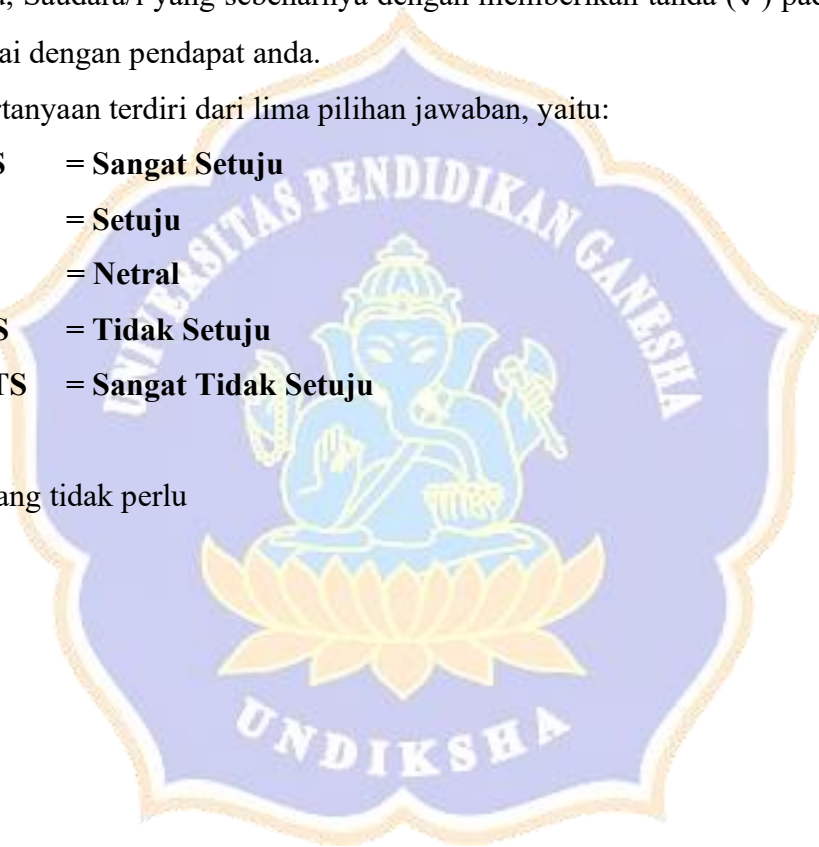 , Saudara/i yang sebenarnya dengan memberikan tanda (√) pad
ai dengan pendapat anda.
rtanyaan terdiri dari lima pilihan jawaban, yaitu:
S = Sangat Setuju
= Setuju
= Netral
S = Tidak Setuju
TS = Sangat Tidak Setuju
ang tidak perlu
UNIVERSITAS PENDIDIKAN GANESHA
UNDIKSHA